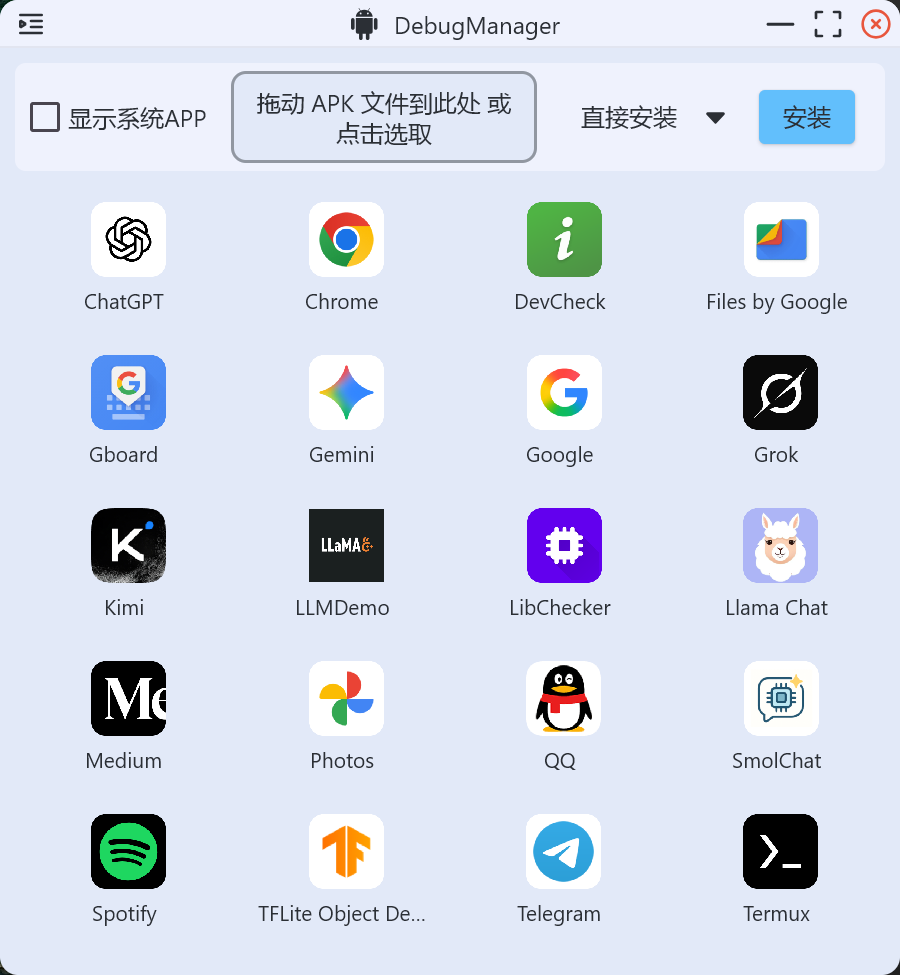 DebugManager
显示系统APP
拖动 APK 文件到此处 或
点击选取
直接安装
安装
ChatGPT
Chrome
DevCheck
Files by Google
Gboard
Gemini
Google
Grok
K
LLaMA
Kimi
LLMDemo
LibChecker
Llama Chat
Me
Medium
Photos
QQ
SmolChat
Spotify
TFLite Object De...
Telegram
Termux